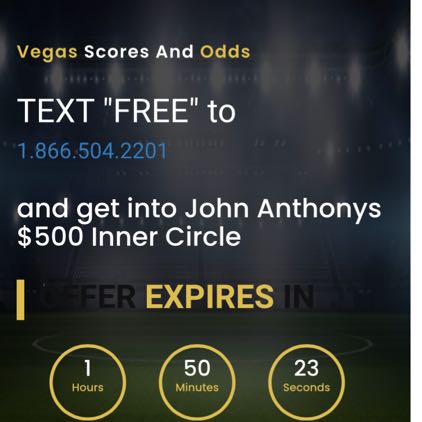 Vegas Scores And Odds
TEXT "FREE" to
1.866.504.2201
and get into John Anthonys
$500 Inner Circle
OFFER EXPIRES IN
1
Hours
50
Minutes
23
Seconds